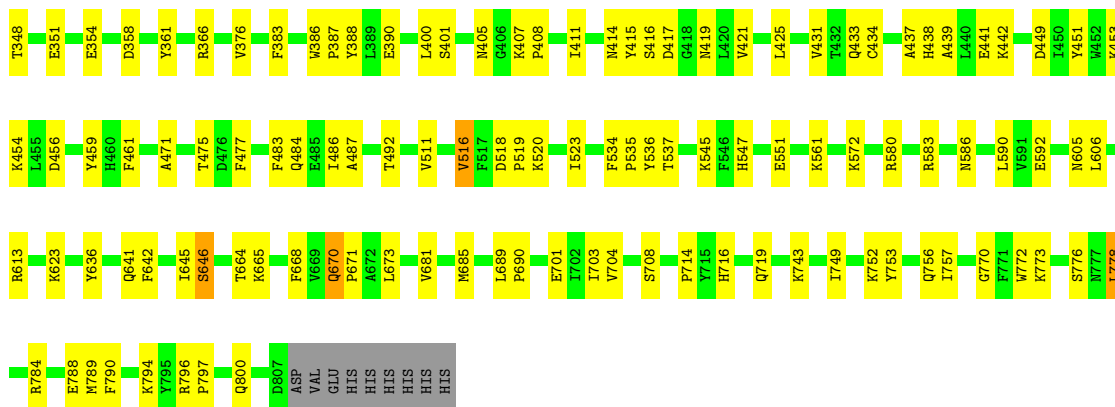 T348 E351 E354 D358 Y361 R366 V376 F383 W386 P387 Y388 L389 E390 L400 S401 N405 G406 K407 P408 I411 N414 Y415 S416 D417 G418 N419 L420 V421 L425 V431 T432 Q433 C434 A437 H438 A439 L440 E441 K442 D449 I450 Y451 W452
K454 L455 D456 Y459 H460 F461 A471 T475 D476 F477 F483 Q484 E485 I486 A487 T492 V511 V516 F517 D518 P519 K520 I523 F534 P535 Y536 T537 K545 F546 H547 E551 K561 K572 R580 R583 N586 L590 V591 E592 N605 L606
R613 K623 Y636 Q641 F642 I645 S646 T664 K665 F668 V669 Q670 P671 A672 L673 V681 M685 L689 P690 E701 I702 I703 V704 S708 P714 Y715 H716 Q719 K743 I749 K752 Y753 Q756 I757 G770 F771 W772 K773 S776 N777
R784 E788 M789 F790 K794 Y795 R796 P797 Q800 D807 ASP VAL GLU HIS HIS HIS HIS HIS HIS